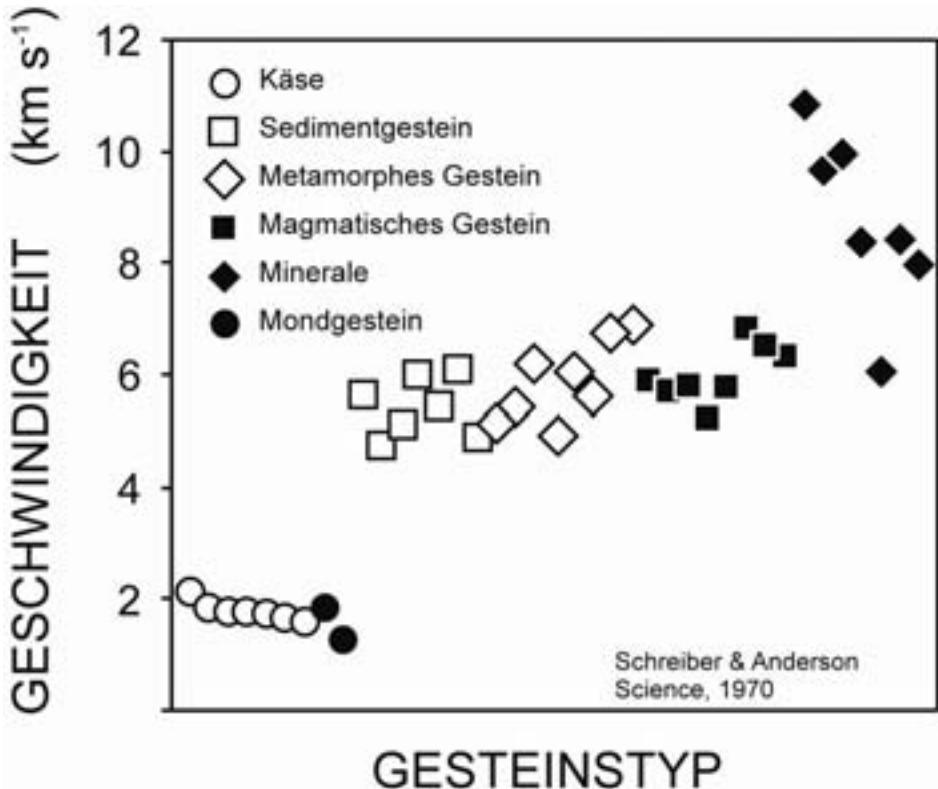 GESCHWINDIGKEIT (km s⁻¹)
12
10
8
6
4
2
Käse
Sedimentgestein
Metamorphes Gestein
Magmatisches Gestein
Minerale
Mondgestein
Schreiber & Anderson
Science, 1970
GESTEINSTYP